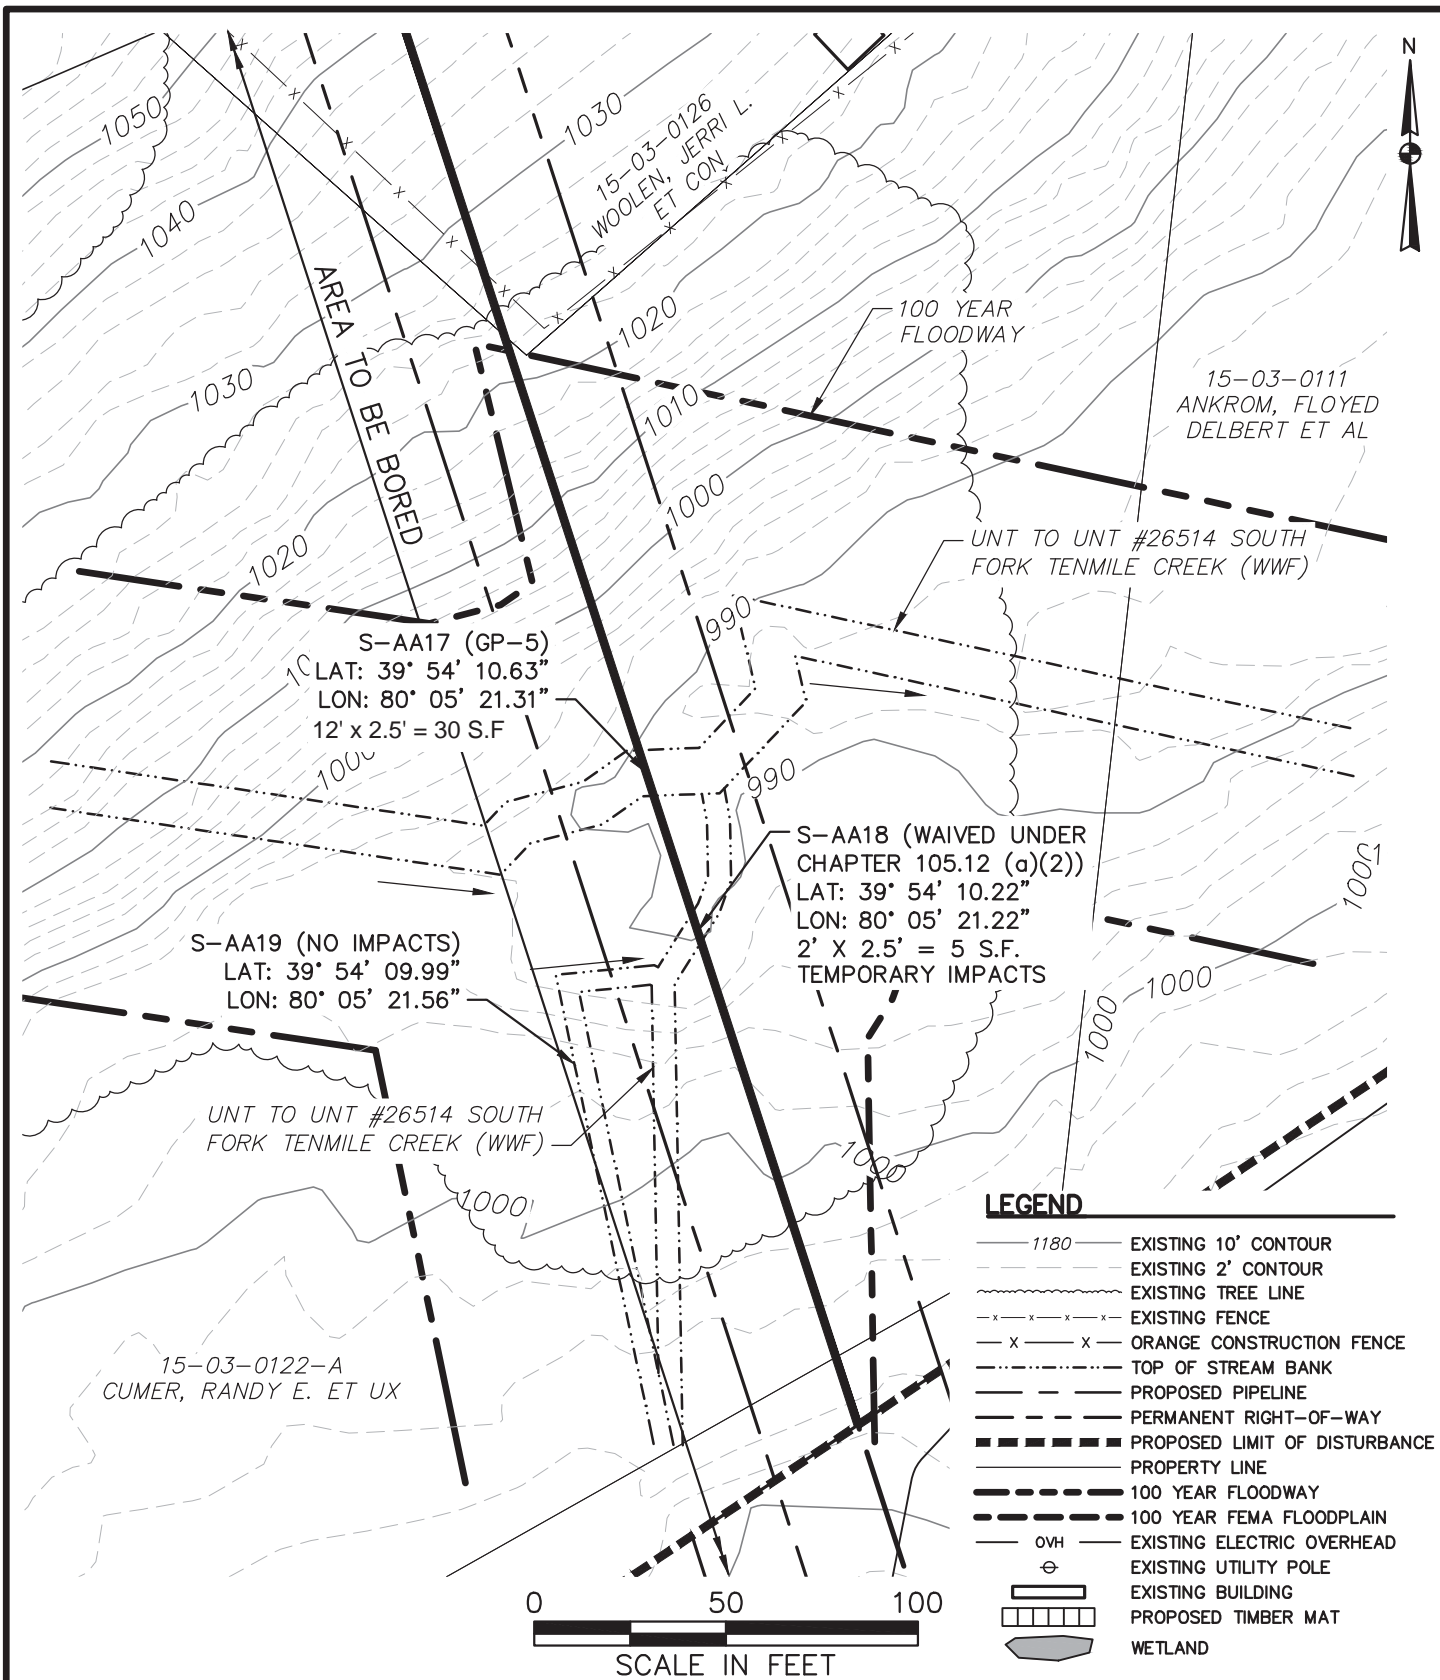 N
1050
1030
1040
15-03-0126
WOOLEN, JERRI L.
ET CON
AREA TO BE BORED
1020
100 YEAR
FLOODWAY
1030
1010
15-03-0111
ANKROM, FLOYED
DELBERT ET AL
1000
UNT TO UNT #26514 SOUTH
FORK TENMILE CREEK (WWF)
1020
990
S-AA17 (GP-5)
LAT: 39° 54' 10.63"
LON: 80° 05' 21.31"
12' x 2.5' = 30 S.F
10
1000
990
S-AA18 (WAIVED UNDER
CHAPTER 105.12 (a)(2))
LAT: 39° 54' 10.22"
LON: 80° 05' 21.22"
2' X 2.5' = 5 S.F.
TEMPORARY IMPACTS
1000
S-AA19 (NO IMPACTS)
LAT: 39° 54' 09.99"
LON: 80° 05' 21.56"
1000
1000
UNT TO UNT #26514 SOUTH
FORK TENMILE CREEK (WWF)
1000
1000
15-03-0122-A
CUMER, RANDY E. ET UX
LEGEND
1180 EXISTING 10' CONTOUR
EXISTING 2' CONTOUR
EXISTING TREE LINE
x x x x EXISTING FENCE
X X ORANGE CONSTRUCTION FENCE
TOP OF STREAM BANK
PROPOSED PIPELINE
PERMANENT RIGHT-OF-WAY
PROPOSED LIMIT OF DISTURBANCE
PROPERTY LINE
100 YEAR FLOODWAY
100 YEAR FEMA FLOODPLAIN
OVH EXISTING ELECTRIC OVERHEAD
EXISTING UTILITY POLE
EXISTING BUILDING
PROPOSED TIMBER MAT
WETLAND
0 50 100
SCALE IN FEET